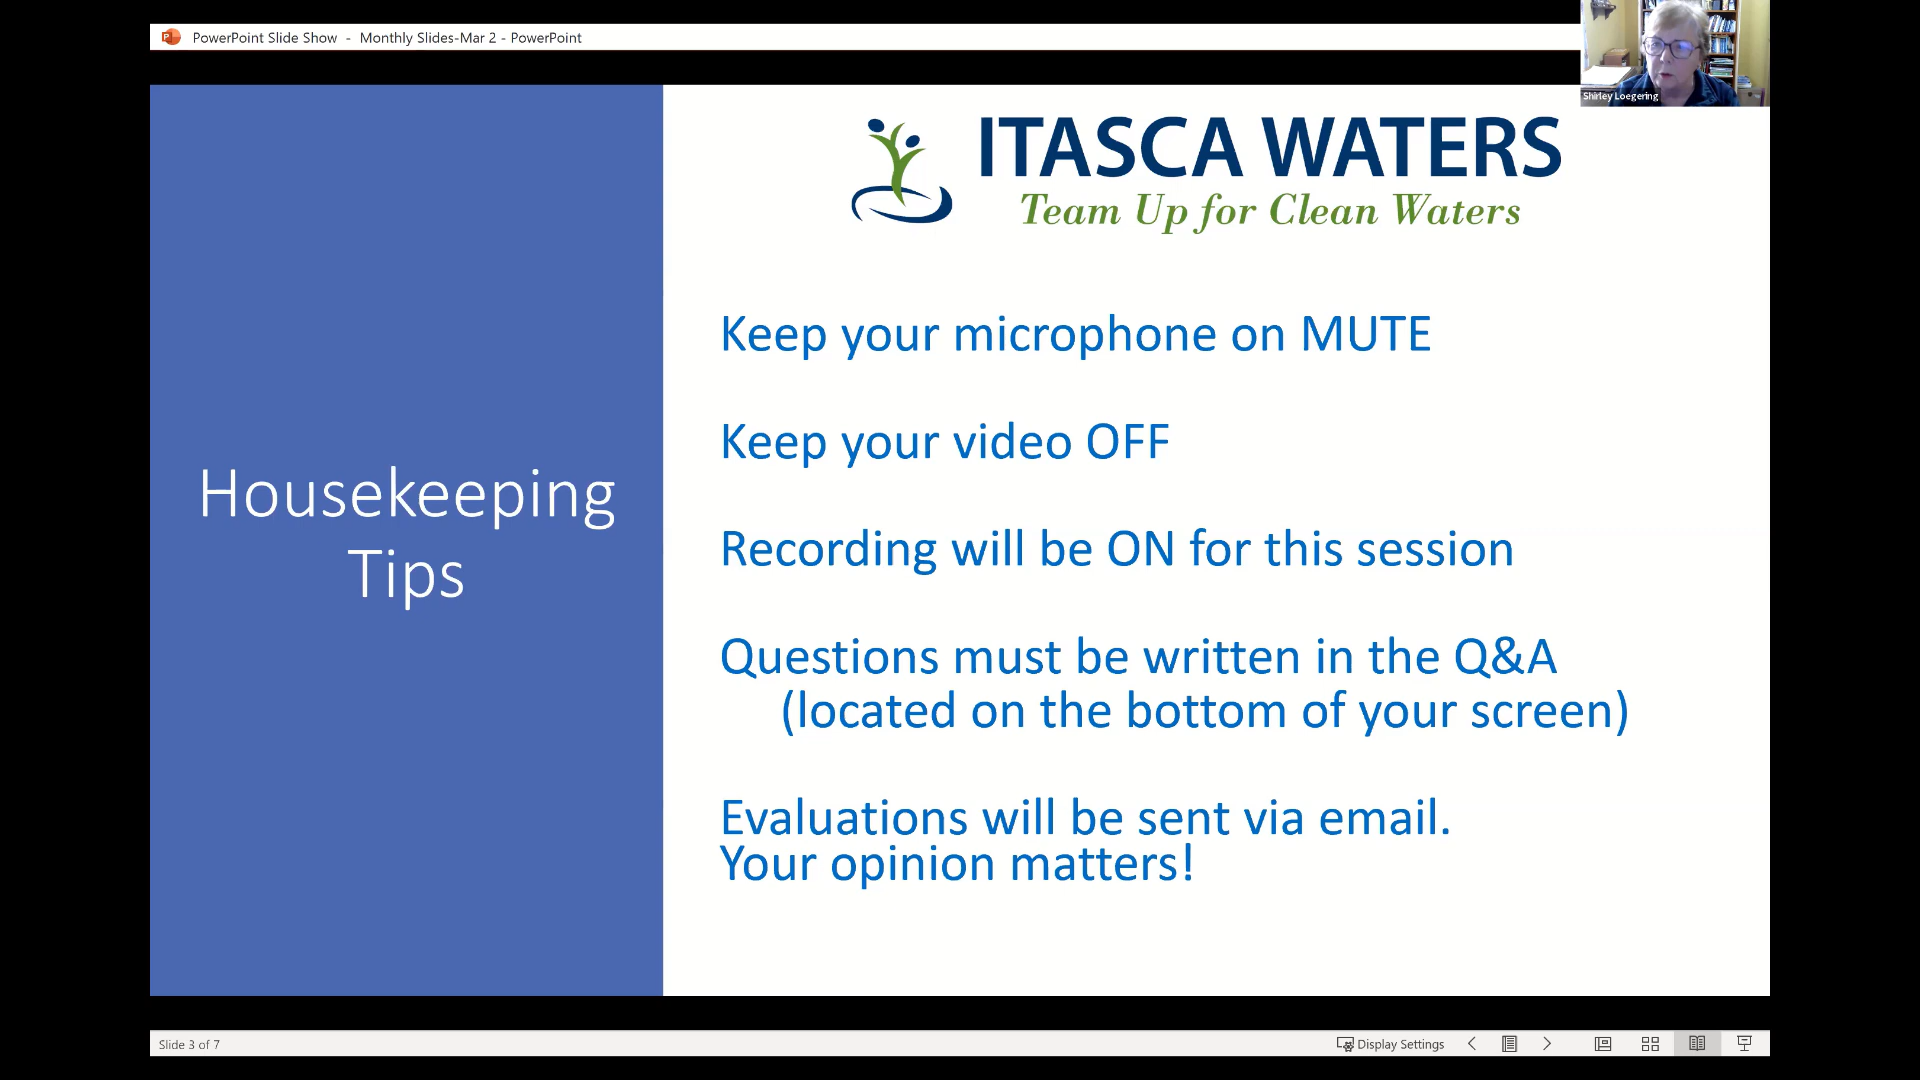 PowerPoint Slide Show - Monthly Slides-Mar 2 - PowerPoint
Shirley Loegering
ITASCA WATERS
Team Up for Clean Waters
Housekeeping
Tips
Keep your microphone on MUTE
Keep your video OFF
Recording will be ON for this session
Questions must be written in the Q&A
(located on the bottom of your screen)
Evaluations will be sent via email.
Your opinion matters!
Slide 3 of 7
Display Settings